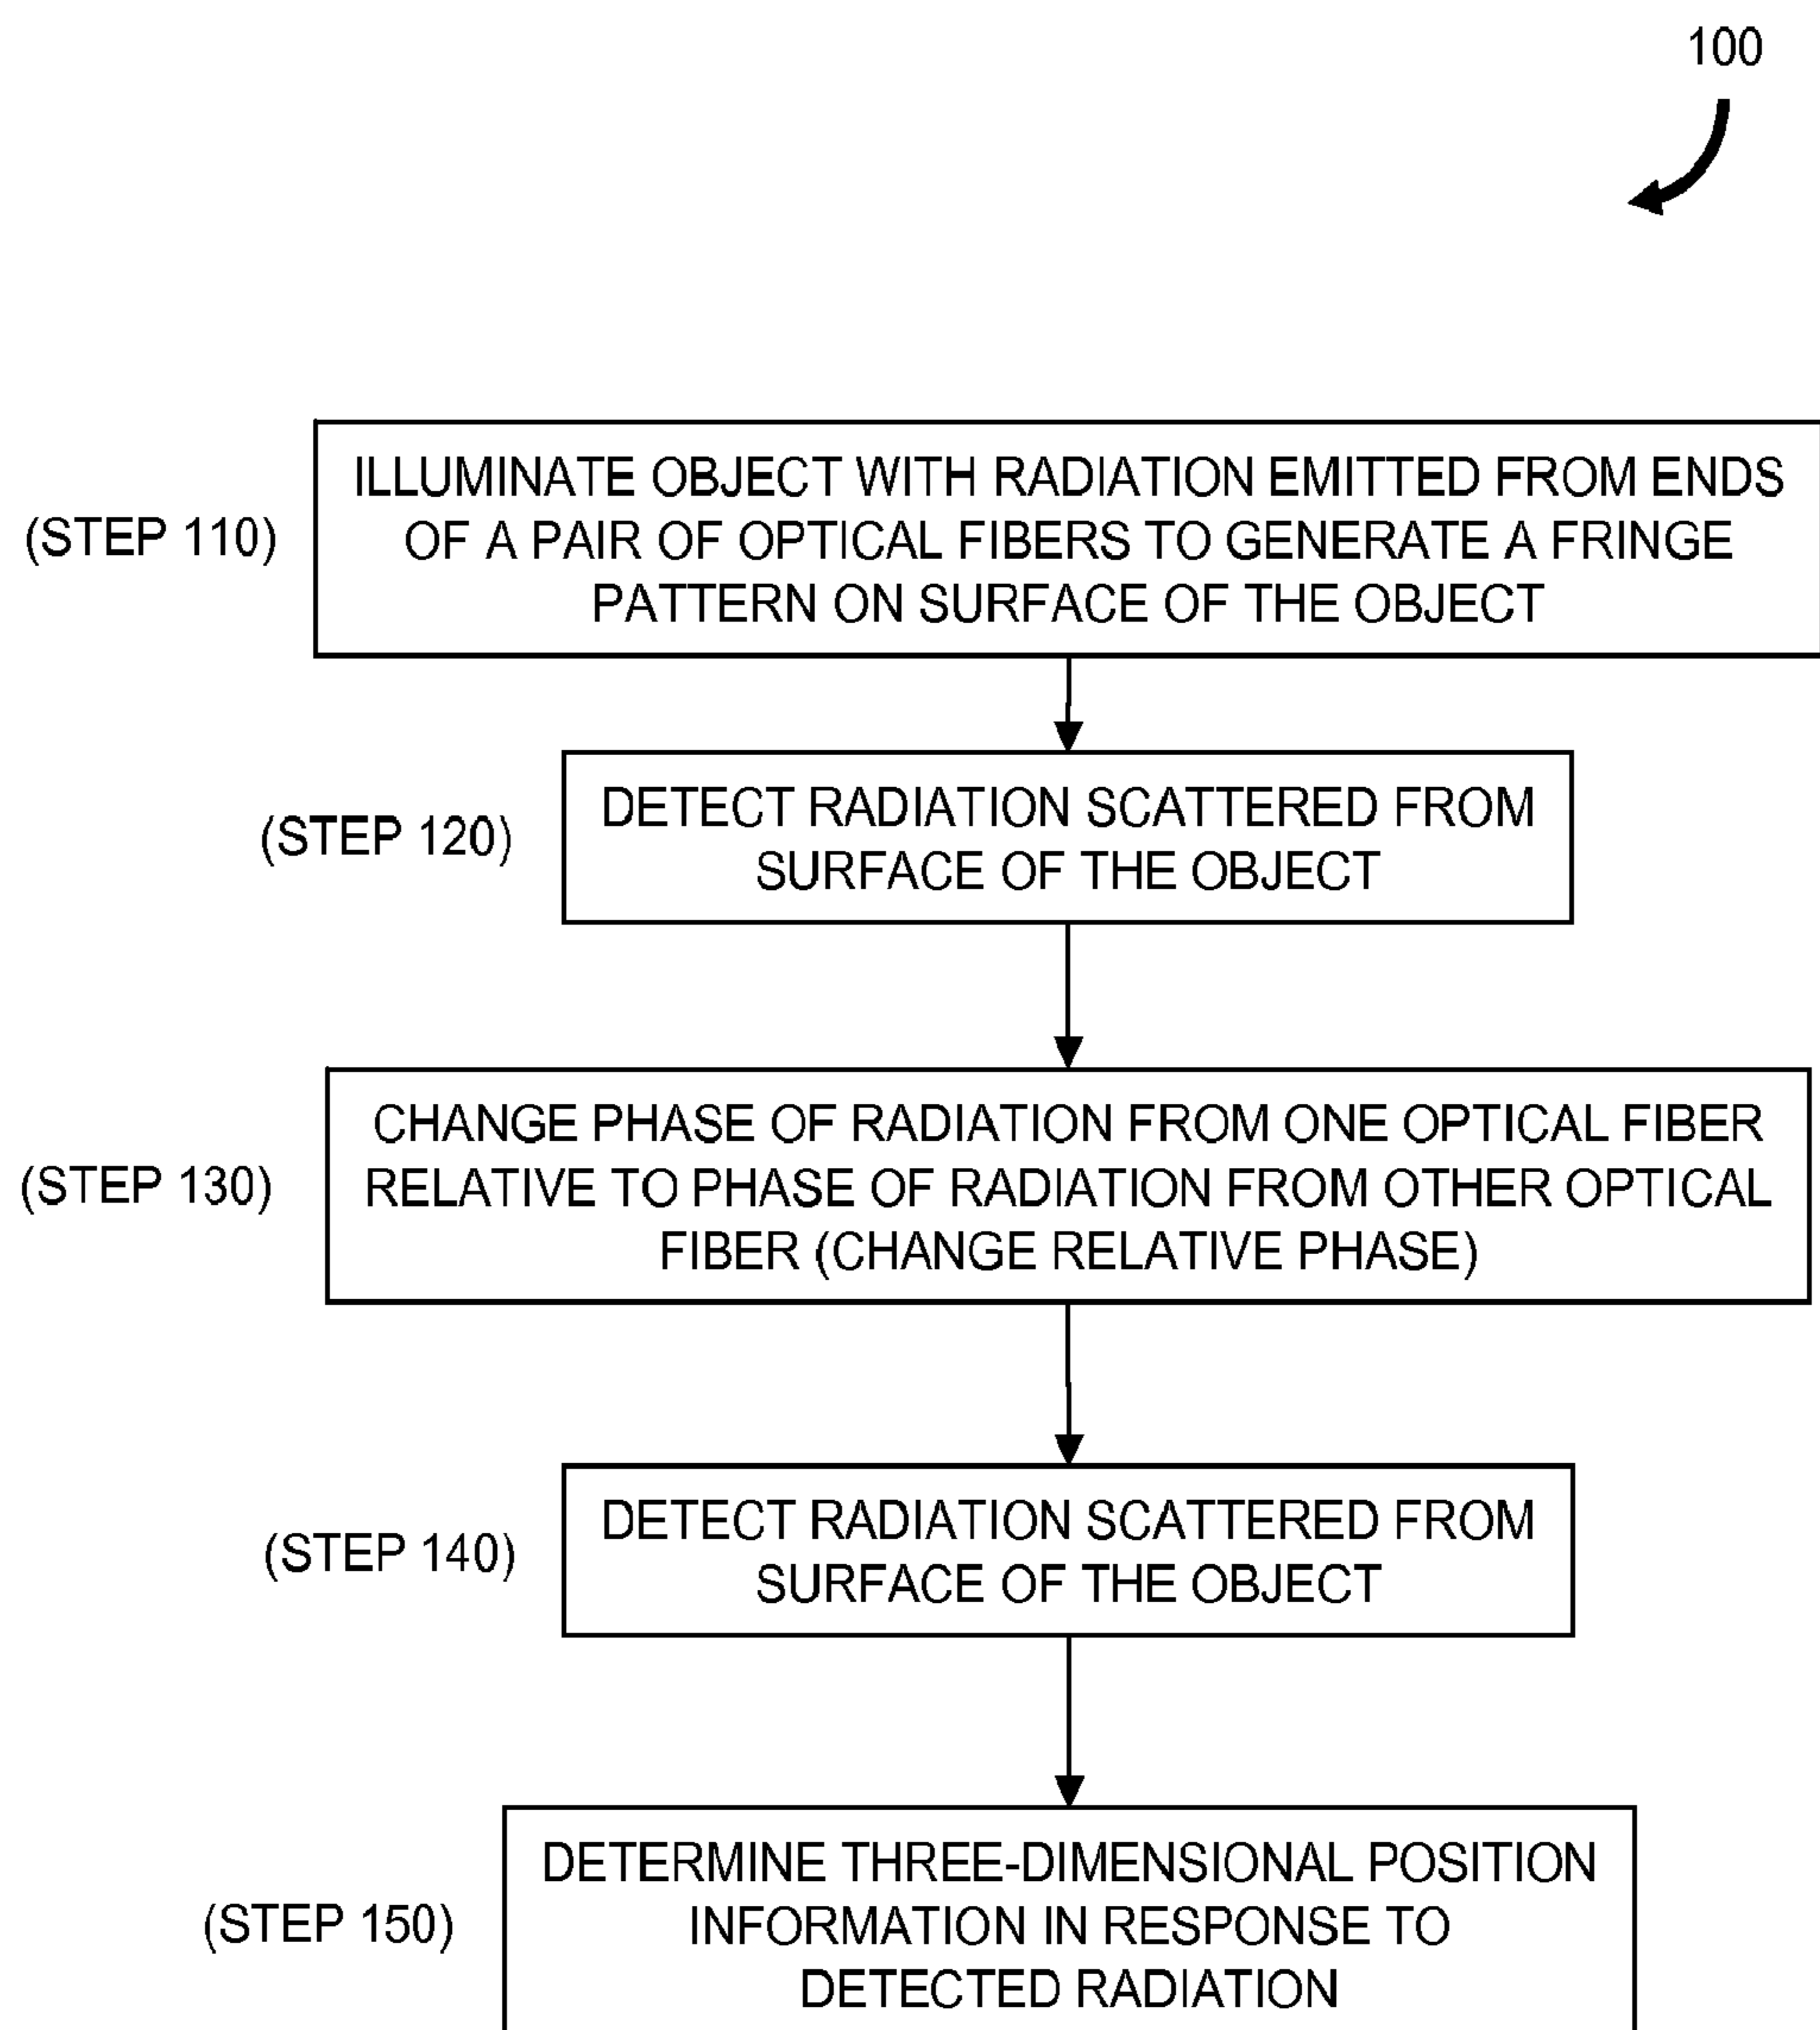 100
(STEP 110)
ILLUMINATE OBJECT WITH RADIATION EMITTED FROM ENDS
OF A PAIR OF OPTICAL FIBERS TO GENERATE A FRINGE
PATTERN ON SURFACE OF THE OBJECT
(STEP 120)
DETECT RADIATION SCATTERED FROM
SURFACE OF THE OBJECT
(STEP 130)
CHANGE PHASE OF RADIATION FROM ONE OPTICAL FIBER
RELATIVE TO PHASE OF RADIATION FROM OTHER OPTICAL
FIBER (CHANGE RELATIVE PHASE)
(STEP 140)
DETECT RADIATION SCATTERED FROM
SURFACE OF THE OBJECT
(STEP 150)
DETERMINE THREE-DIMENSIONAL POSITION
INFORMATION IN RESPONSE TO
DETECTED RADIATION